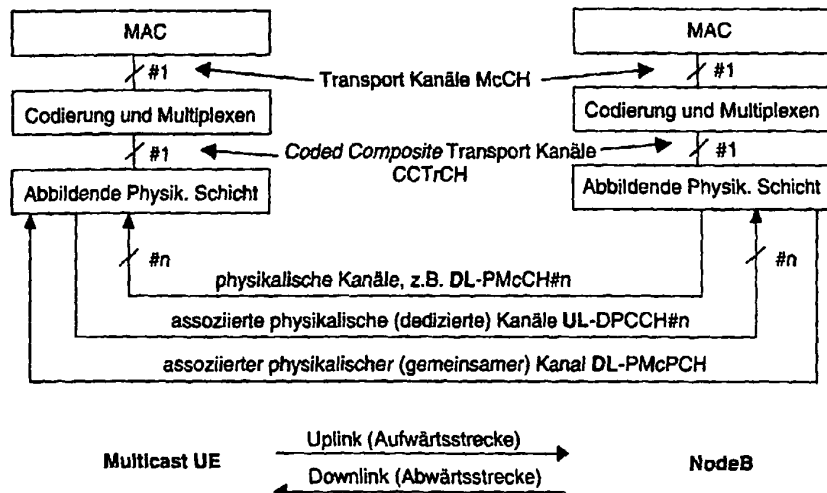 MAC
MAC
#1
#1
Transport Kanäle McCH
Codierung und Multiplexen
Codierung und Multiplexen
#1
#1
Coded Composite Transport Kanäle
CCTrCH
Abbildende Physik. Schicht
Abbildende Physik. Schicht
#n
#n
physikalische Kanäle, z.B. DL-PMcCH#n
assoziierte physikalische (dedizierte) Kanäle UL-DPCCH#n
assoziierter physikalischer (gemeinsamer) Kanal DL-PMcPCH
Uplink (Aufwärtsstrecke)
Multicast UE
NodeB
Downlink (Abwärtsstrecke)